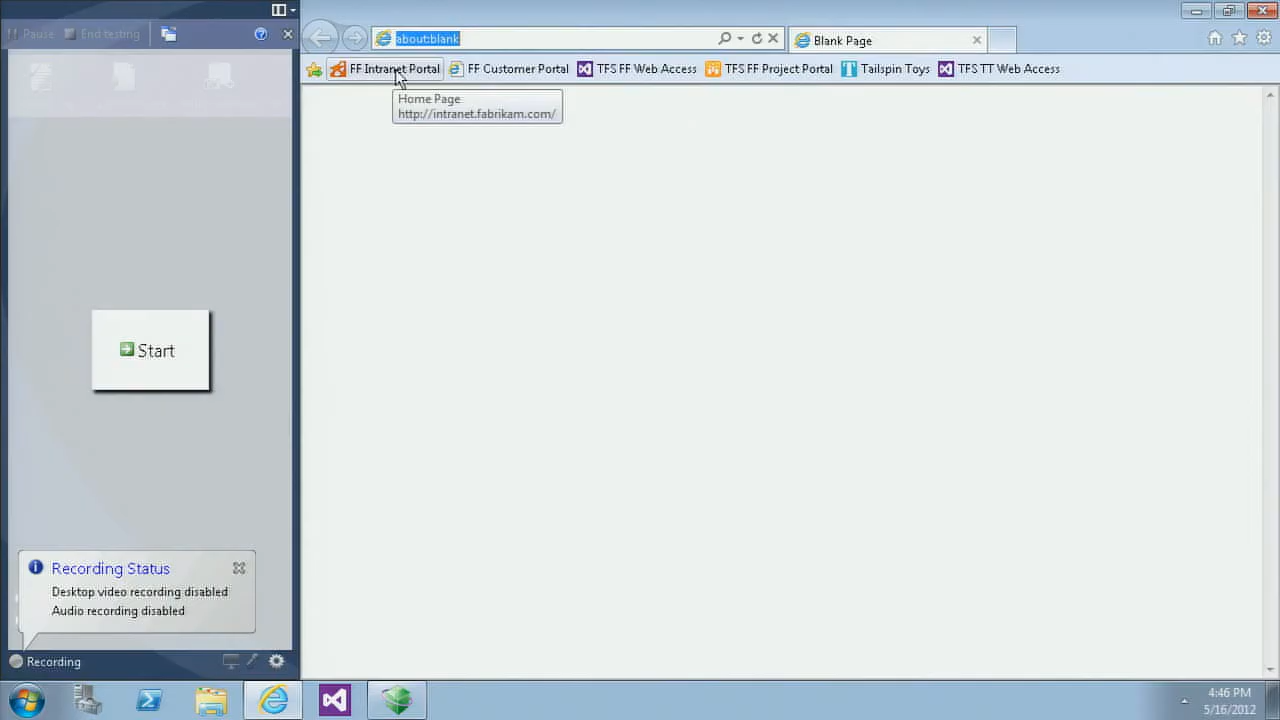 Pause End testing
Start
Recording Status
Desktop video recording disabled
Audio recording disabled
Recording
about:blank
Blank Page
FF Intranet Portal FF Customer Portal TFS FF Web Access TFS FF Project Portal Tailspin Toys TFS TT Web Access
Home Page
http://intranet.fabrikam.com/
4:46 PM
5/16/2012